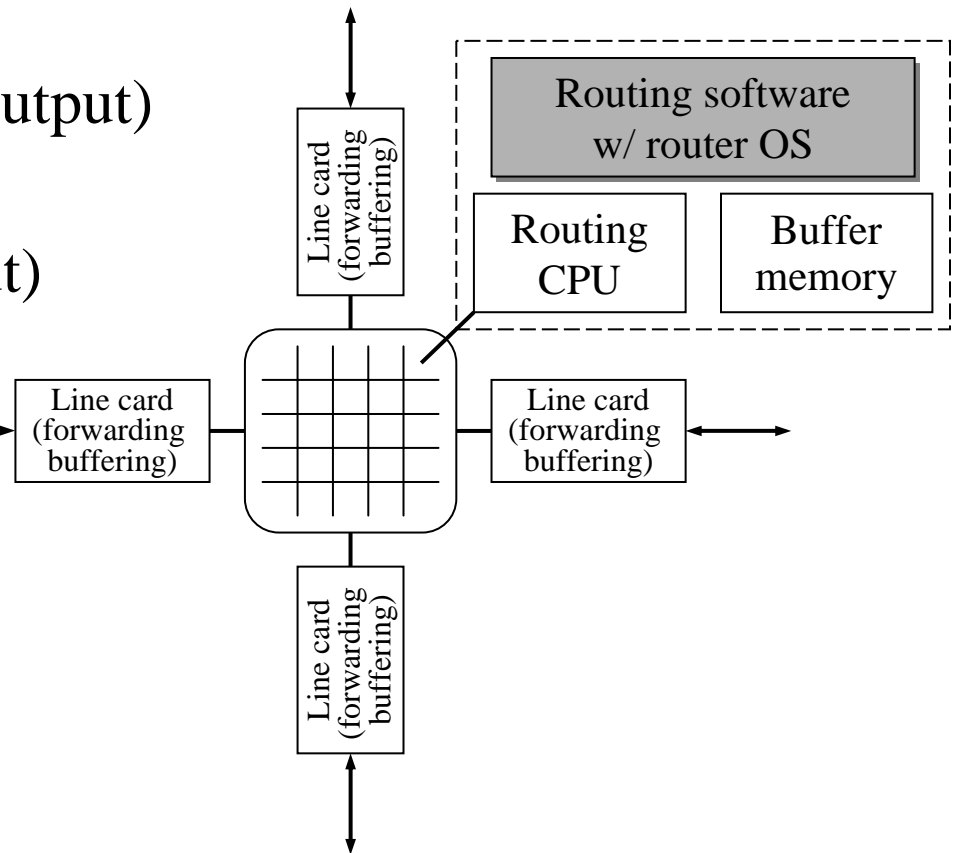 utput)
t)
Line card
(forwarding
buffering)
Routing software
w/ router OS
Routing
CPU
Buffer
memory
Line card
(forwarding
buffering)
Line card
(forwarding
buffering)
Line card
(forwarding
buffering)